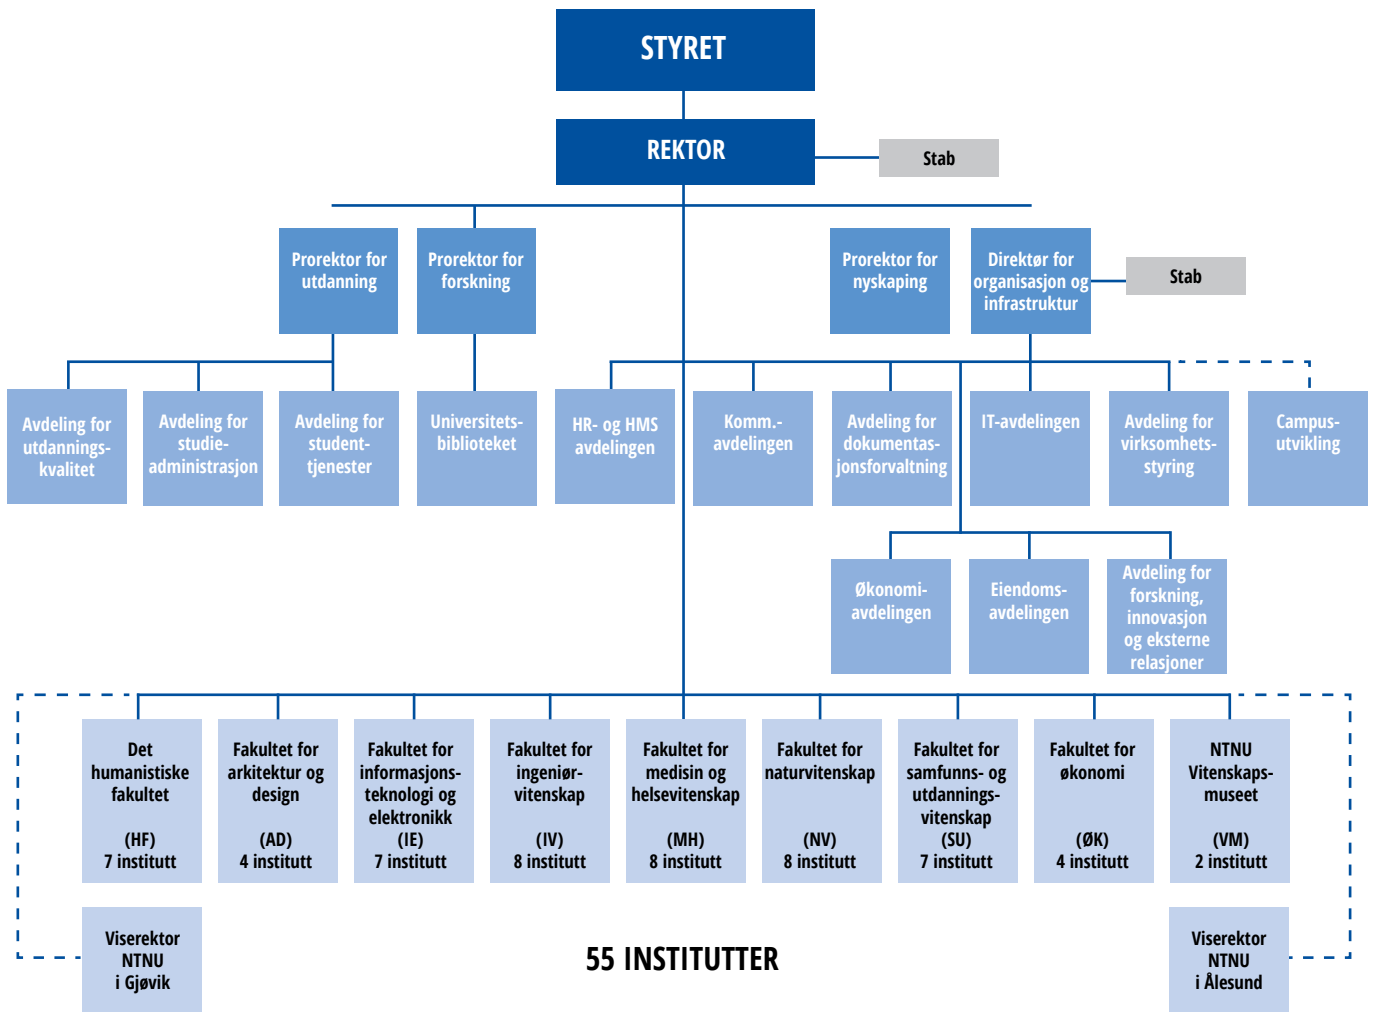 STYRET
REKTOR
Stab
Prorektor for
utdanning
Prorektor for
forskning
Prorektor for
nyskaping
Direktør for
organisasjon og
infrastruktur
Stab
Avdeling for
utdannings-
kvalitet
Avdeling for
studie-
administrasjon
Avdeling for
student-
tjenester
Universitets-
biblioteket
HR- og HMS
avdelingen
Komm.-
avdelingen
Avdeling for
dokumentas-
jonsforvaltning
IT-avdelingen
Avdeling for
virksomhets-
styring
Campus-
utvikling
Økonomi-
avdelingen
Eiendoms-
avdelingen
Avdeling for
forskning,
innovasjon
og eksterne
relasjoner
Det
humanistiske
fakultet
(HF)
7 institutt
Fakultet for
arkitektur og
design
(AD)
4 institutt
Fakultet for
informasjons-
teknologi og
elektronikk
(IE)
7 institutt
Fakultet for
ingeniør-
vitenskap
(IV)
8 institutt
Fakultet for
medisin og
helsevitenskap
(MH)
8 institutt
Fakultet for
naturvitenskap
(NV)
8 institutt
Fakultet for
samfunns- og
utdannings-
vitenskap
(SU)
7 institutt
Fakultet for
økonomi
(ØK)
4 institutt
NTNU
Vitenskaps-
museet
(VM)
2 institutt
Viserektor
NTNU
i Gjøvik
55 INSTITUTTER
Viserektor
NTNU
i Ålesund